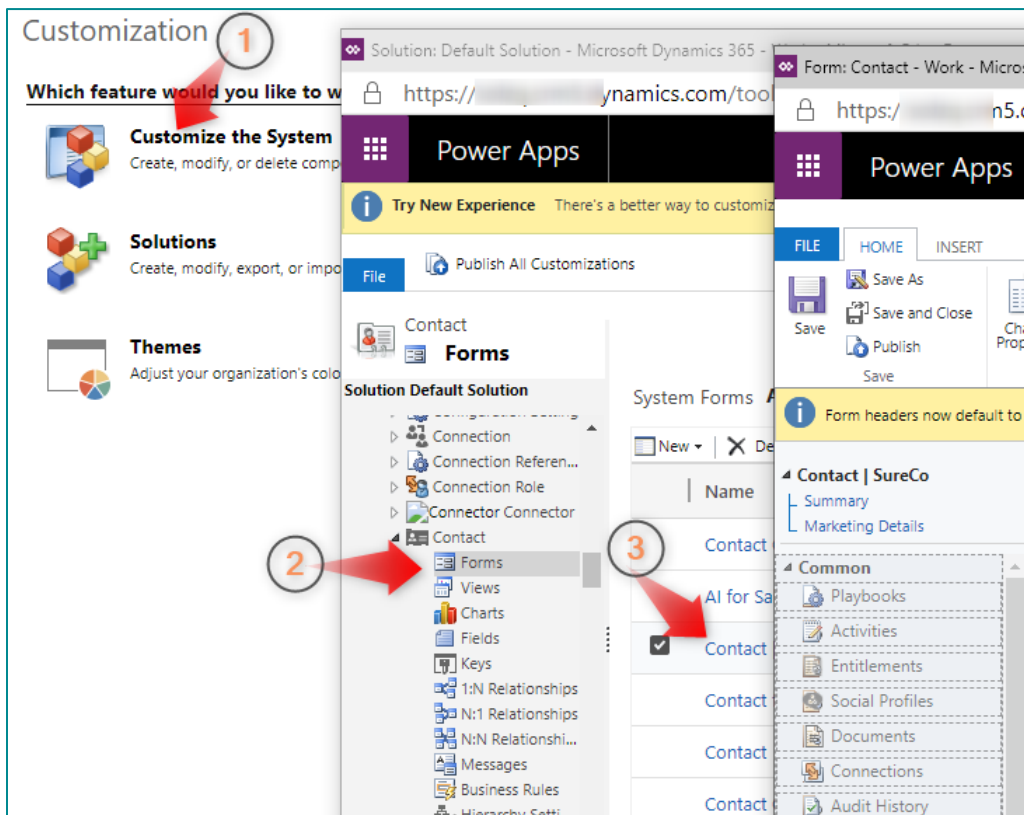 Customization
1
Which feature would you like to w
Customize the System
Create, modify, or delete comp
Solutions
Create, modify, export, or impo
Themes
Adjust your organization's colo
Solution: Default Solution - Microsoft Dynamics 365 -
https://
ynamics.com/tool
Power Apps
Try New Experience There's a better way to customiz
File
Publish All Customizations
Contact
Forms
Solution Default Solution
Connection
Connection Referen...
Connection Role
Connector Connector
Contact
2
Forms
Views
Charts
Fields
Keys
1:N Relationships
N:1 Relationships
N:N Relationshi...
Messages
Business Rules
Hierarchy Setti
System Forms A
New
De
Name
Contact
3
AI for Sa
Contact
Contact
Contact
Contact
Form: Contact - Work - Micros
https:/
m5.c
Power Apps
FILE
HOME
INSERT
Save
Save As
Save and Close
Publish
Save
Cha
Prop
Form headers now default to
Contact | SureCo
Summary
Marketing Details
Common
Playbooks
Activities
Entitlements
Social Profiles
Documents
Connections
Audit History